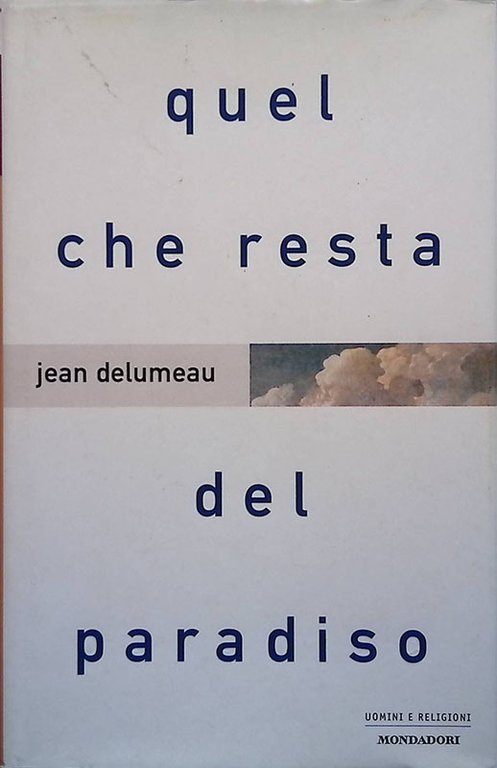 quel
che resta
jean delumeau
del
paradiso
UOMINI E RELIGIONI
MONDADORI